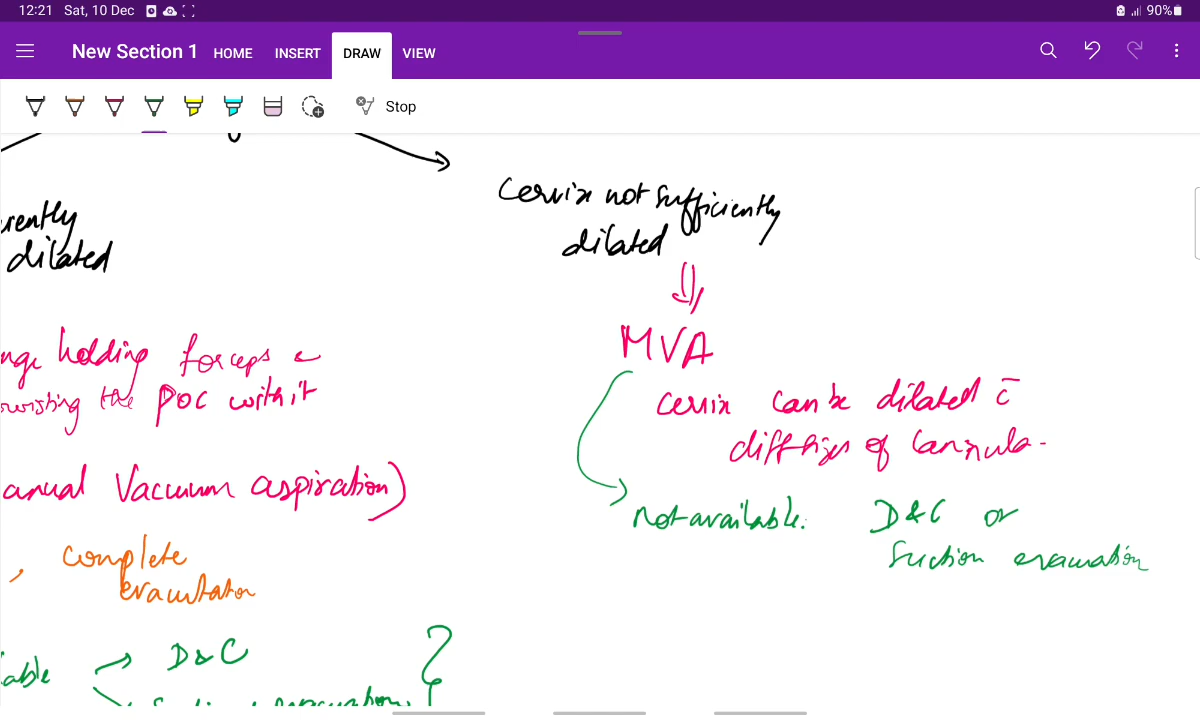 12:21 Sat, 10 Dec
90%
New Section 1 HOME INSERT DRAW VIEW
Stop
rently
dilated
Cervix not sufficiently
dilated
holding forceps
the POC with it
anual Vacuum aspiration)
complete
able
D&C
MVA
cervix can be dilated c̄
diff sizes of cannula.
Not available. D&C or
Suction evacuation